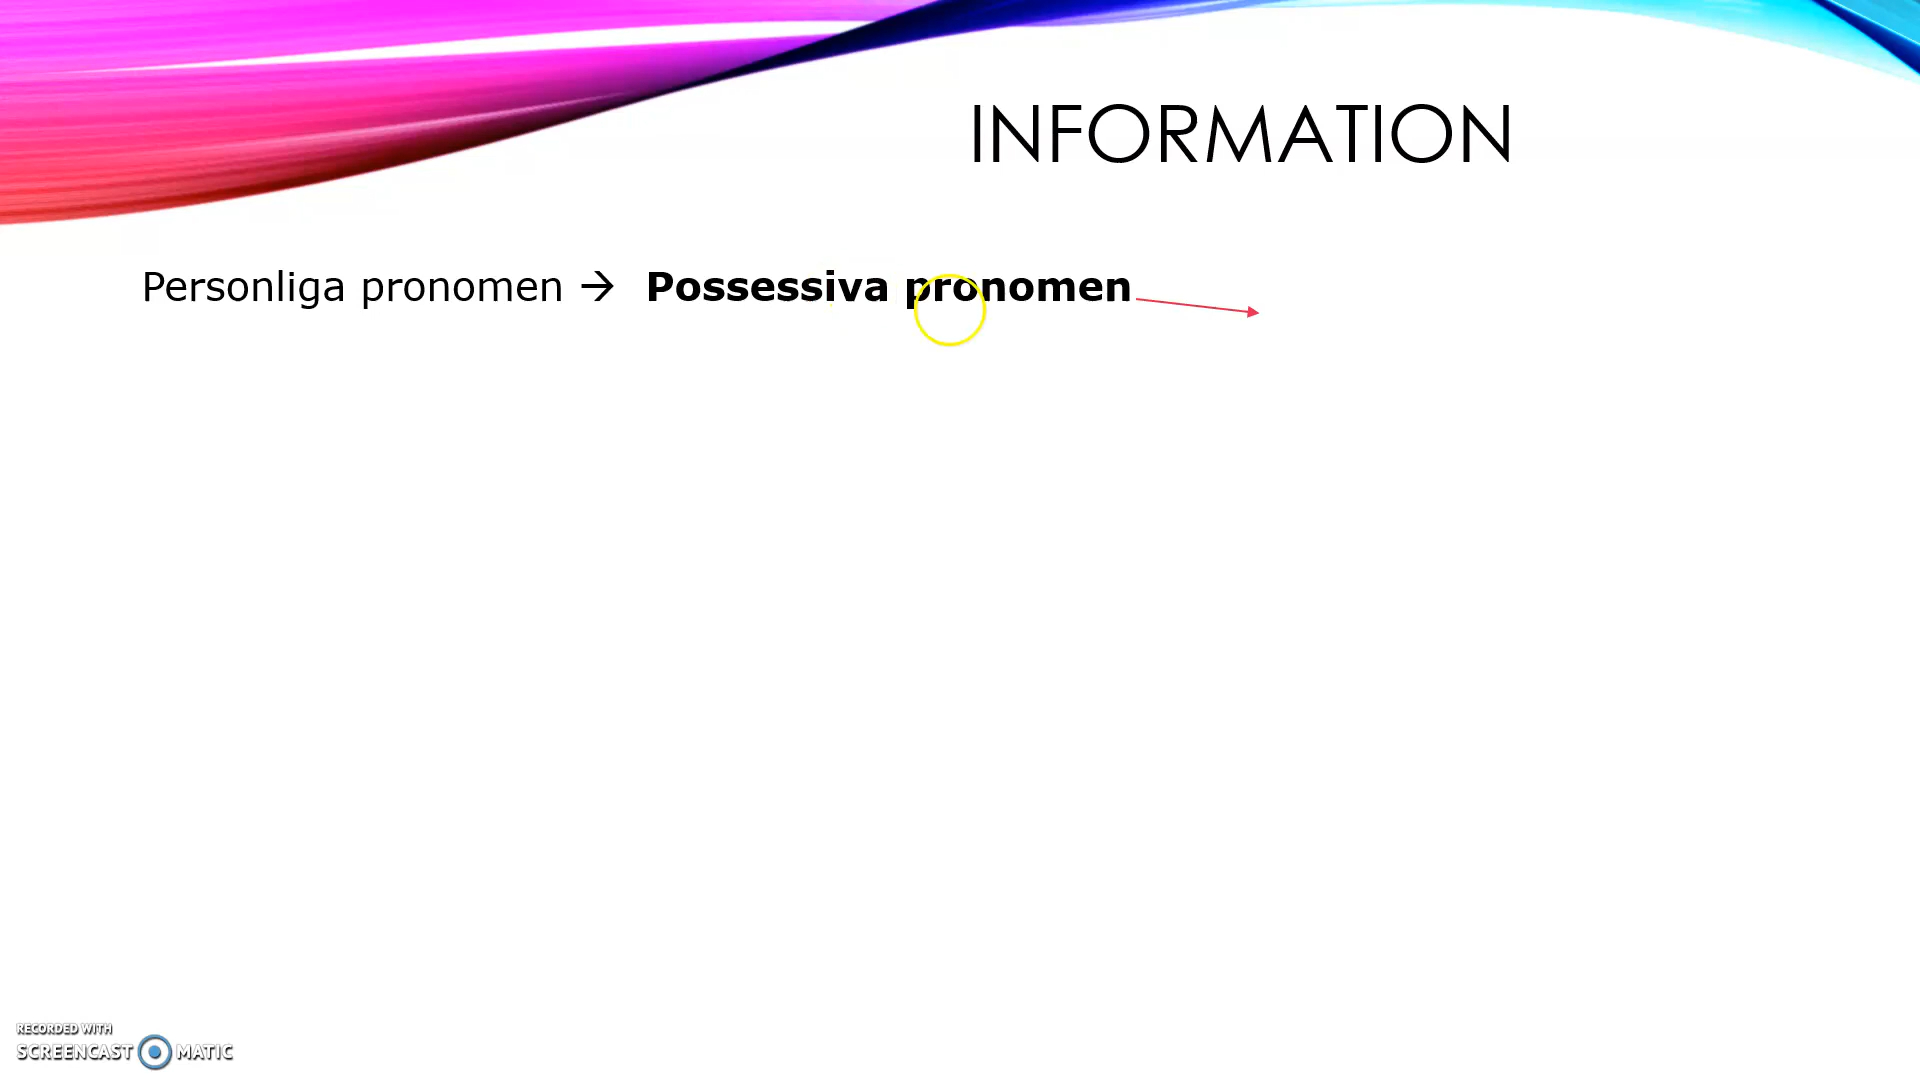 INFORMATION
Personliga pronomen → Possessiva pronomen
RECORDED WITH
SCREENCAST MATIC